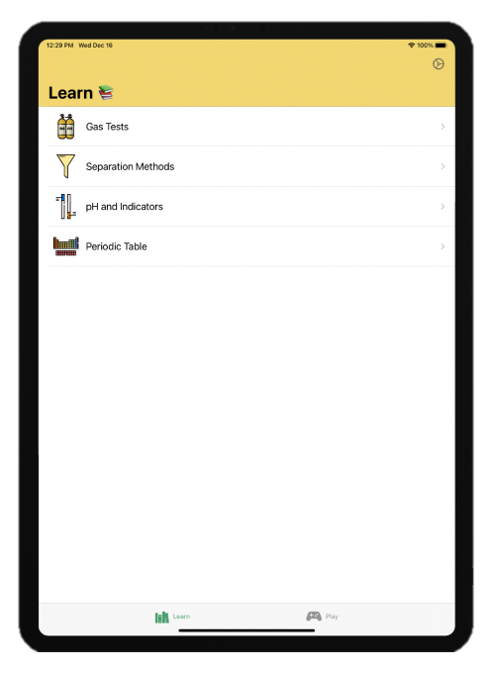 12:29 PM Wed Dec 16 100%
Learn
Gas Tests
Separation Methods
pH and Indicators
Periodic Table
Learn Play